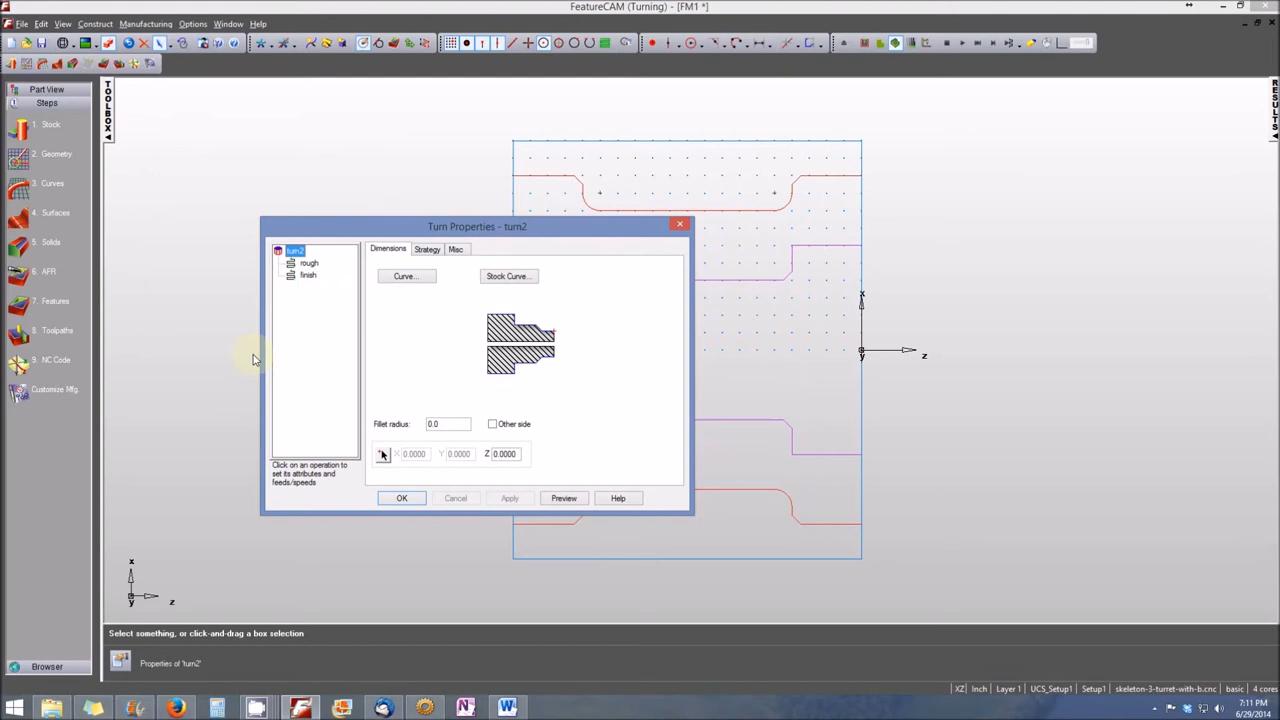 FeatureCAM (Turning) - [FM1 *]
File Edit View Construct Manufacturing Options Window Help
Part View
Steps
1. Stock
2. Geometry
3. Curves
4. Surfaces
5. Solids
6. AFR
7. Features
8. Toolpaths
9. NC Code
Customize Mfg.
Browser
TOOLBOX
RESULTS
Turn Properties - turn2
turn2
rough
finish
Click on an operation to
set its attributes and
feeds/speeds
Dimensions Strategy Misc
Curve... Stock Curve...
Fillet radius: 0.0 Other side
X 0.0000 Y 0.0000 Z 0.0000
OK Cancel Apply Preview Help
x
z
y
x
z
y
Select something, or click-and-drag a box selection
Properties of 'turn2'
XZ Inch Layer 1 UCS_Setup1 Setup1 skeleton-3-turret-with-b.cnc basic 4 cores
7:11 PM
6/29/2014